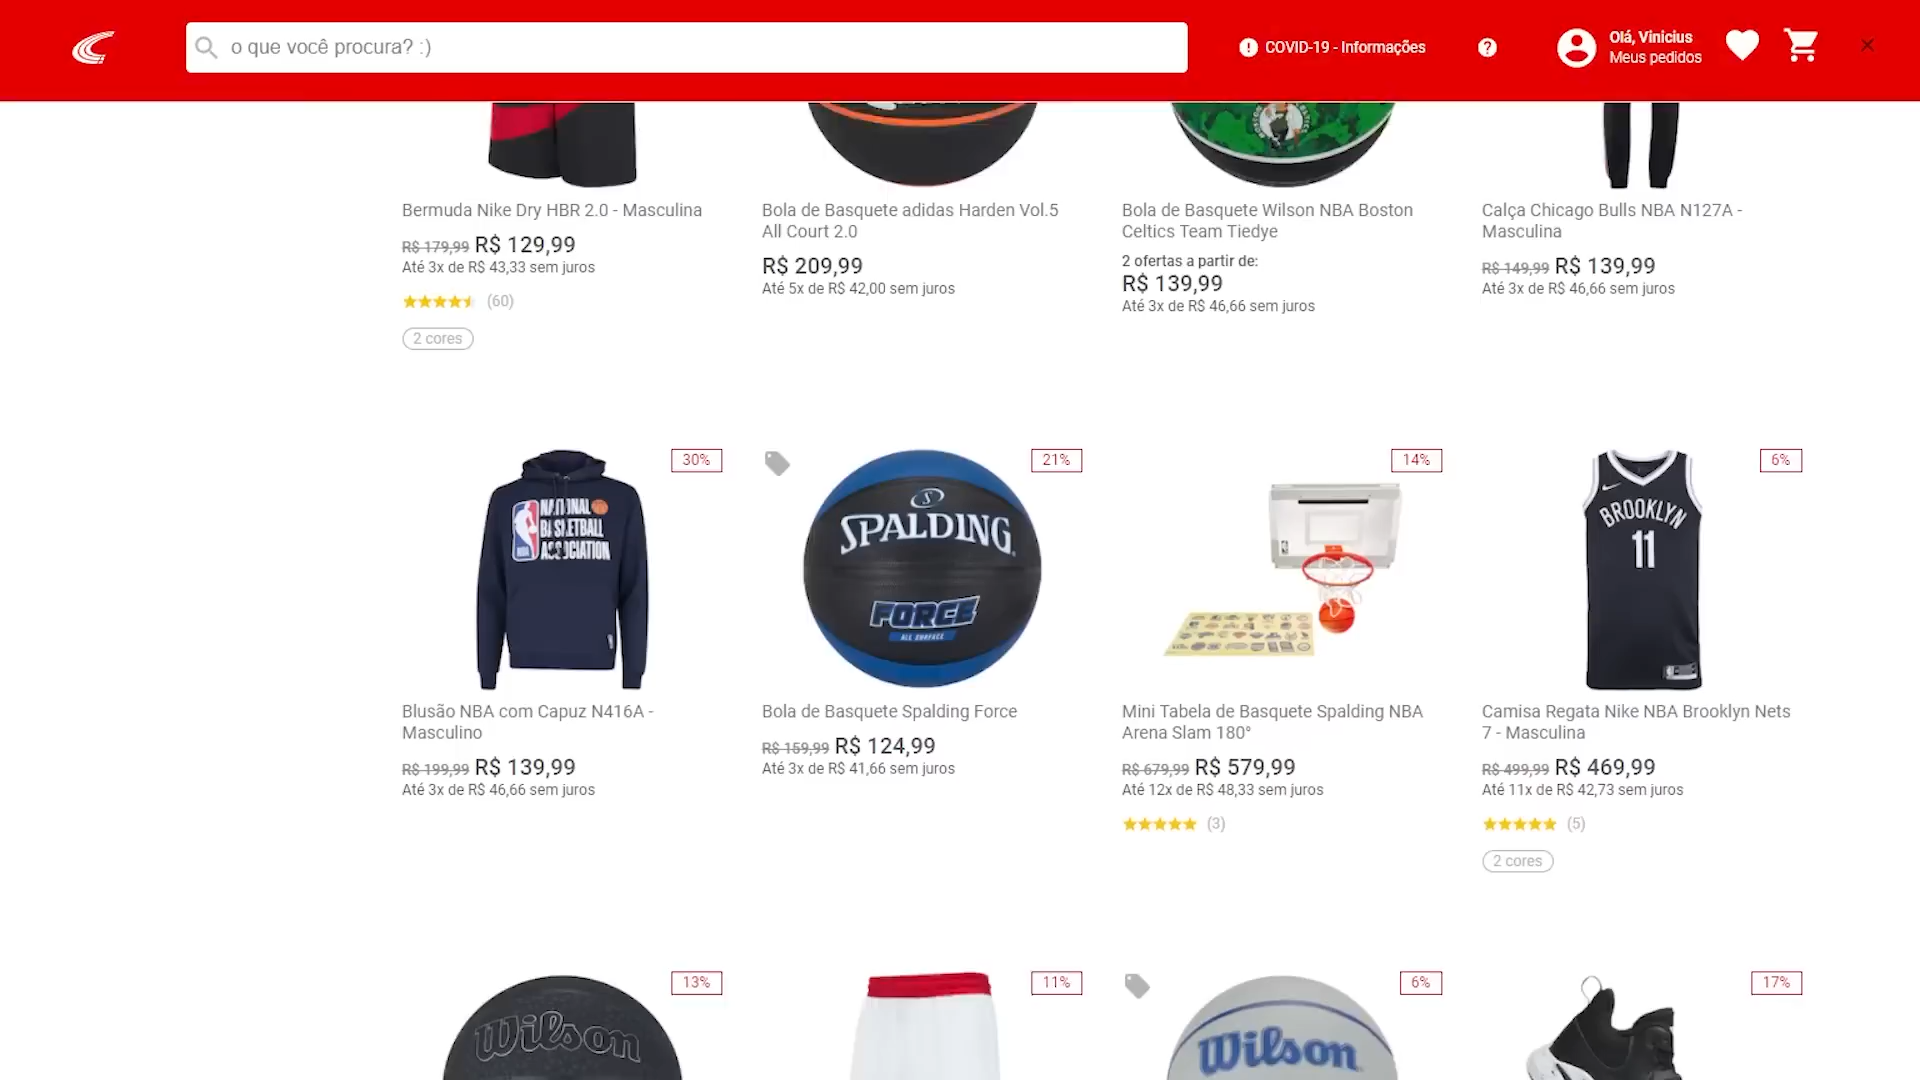 o que você procura? :)
COVID-19 - Informações
Olá, Vinicius
Meus pedidos
Bermuda Nike Dry HBR 2.0 - Masculina
R$ 179,99 R$ 129,99
Até 3x de R$ 43,33 sem juros
(60)
2 cores
Bola de Basquete adidas Harden Vol.5
All Court 2.0
R$ 209,99
Até 5x de R$ 42,00 sem juros
Bola de Basquete Wilson NBA Boston
Celtics Team Tiedye
2 ofertas a partir de:
R$ 139,99
Até 3x de R$ 46,66 sem juros
Calça Chicago Bulls NBA N127A -
Masculina
R$ 149,99 R$ 139,99
Até 3x de R$ 46,66 sem juros
30%
NATIONAL
BASKETBALL
ASSOCIATION
Blusão NBA com Capuz N416A -
Masculino
R$ 199,99 R$ 139,99
Até 3x de R$ 46,66 sem juros
21%
SPALDING
FORCE
ALL SURFACE
Bola de Basquete Spalding Force
R$ 159,99 R$ 124,99
Até 3x de R$ 41,66 sem juros
14%
Mini Tabela de Basquete Spalding NBA
Arena Slam 180°
R$ 679,99 R$ 579,99
Até 12x de R$ 48,33 sem juros
(3)
6%
BROOKLYN
11
Camisa Regata Nike NBA Brooklyn Nets
7 - Masculina
R$ 499,99 R$ 469,99
Até 11x de R$ 42,73 sem juros
(5)
2 cores
13%
Wilson
11%
6%
Wilson
17%